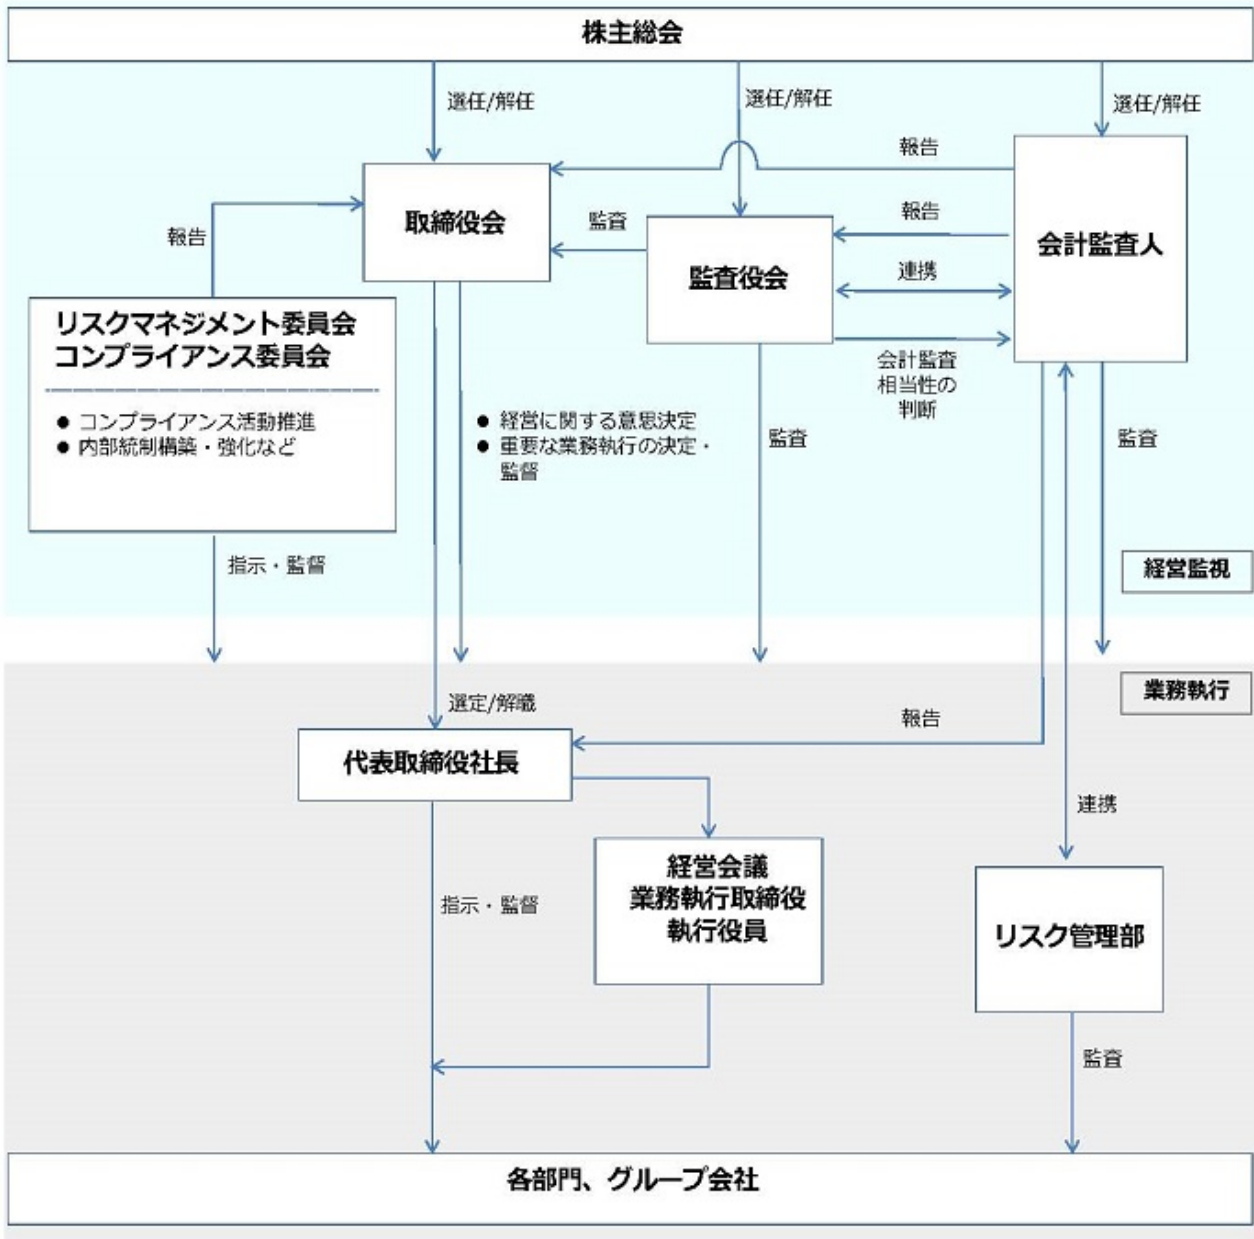 株主総会
選任/解任
選任/解任
選任/解任
報告
取締役会
監査
報告
会計監査人
報告
監査役会
連携
リスクマネジメント委員会
コンプライアンス委員会
会計監査
相当性の
判断
● コンプライアンス活動推進
● 内部統制構築・強化など
● 経営に関する意思決定
● 重要な業務執行の決定・
監督
監査
監査
指示・監督
経営監視
業務執行
選定/解職
報告
代表取締役社長
連携
経営会議
業務執行取締役
執行役員
指示・監督
リスク管理部
監査
各部門、グループ会社